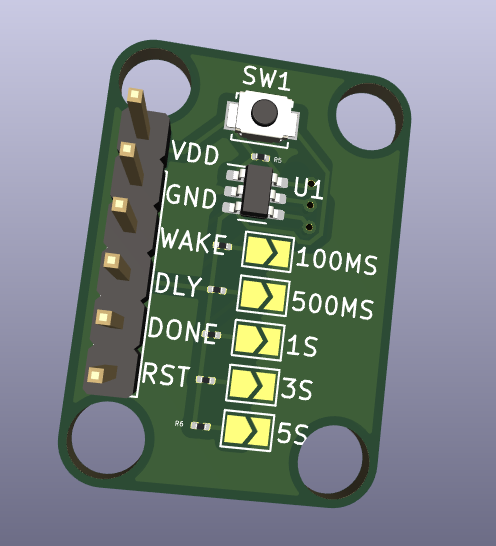 SW1
R5
VDD
U1
GND
WAKE
100MS
DLY
500MS
DONE
1S
RST
3S
R6
5S